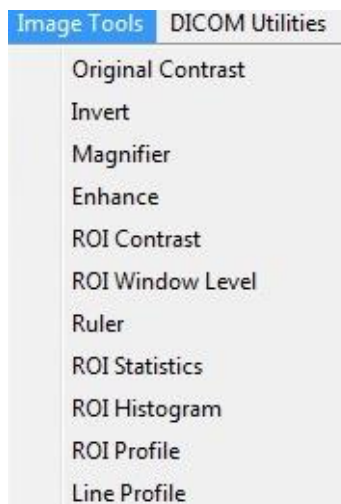 Image Tools DICOM Utilities
Original Contrast
Invert
Magnifier
Enhance
ROI Contrast
ROI Window Level
Ruler
ROI Statistics
ROI Histogram
ROI Profile
Line Profile